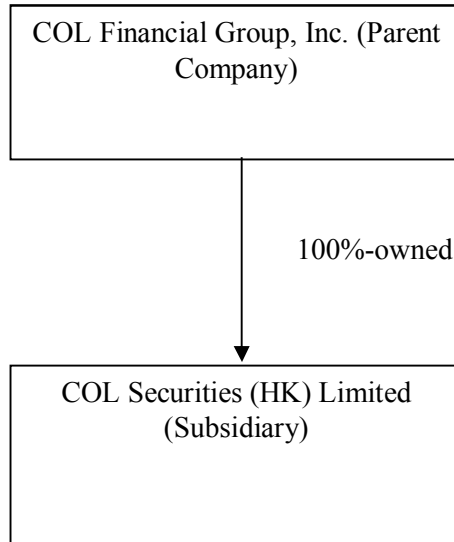 COL Financial Group, Inc. (Parent
Company)
100%-owned
COL Securities (HK) Limited
(Subsidiary)